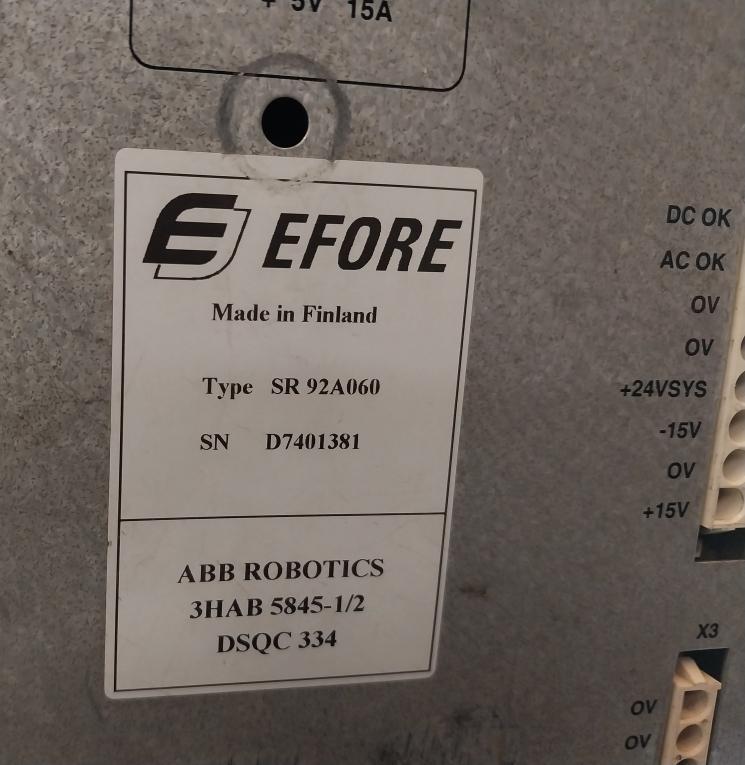 + 5V 15A
EFORE
Made in Finland
Type SR 92A060
SN D7401381
ABB ROBOTICS
3HAB 5845-1/2
DSQC 334
DC OK
AC OK
0V
0V
+24VSYS
-15V
0V
+15V
X3
0V
0V